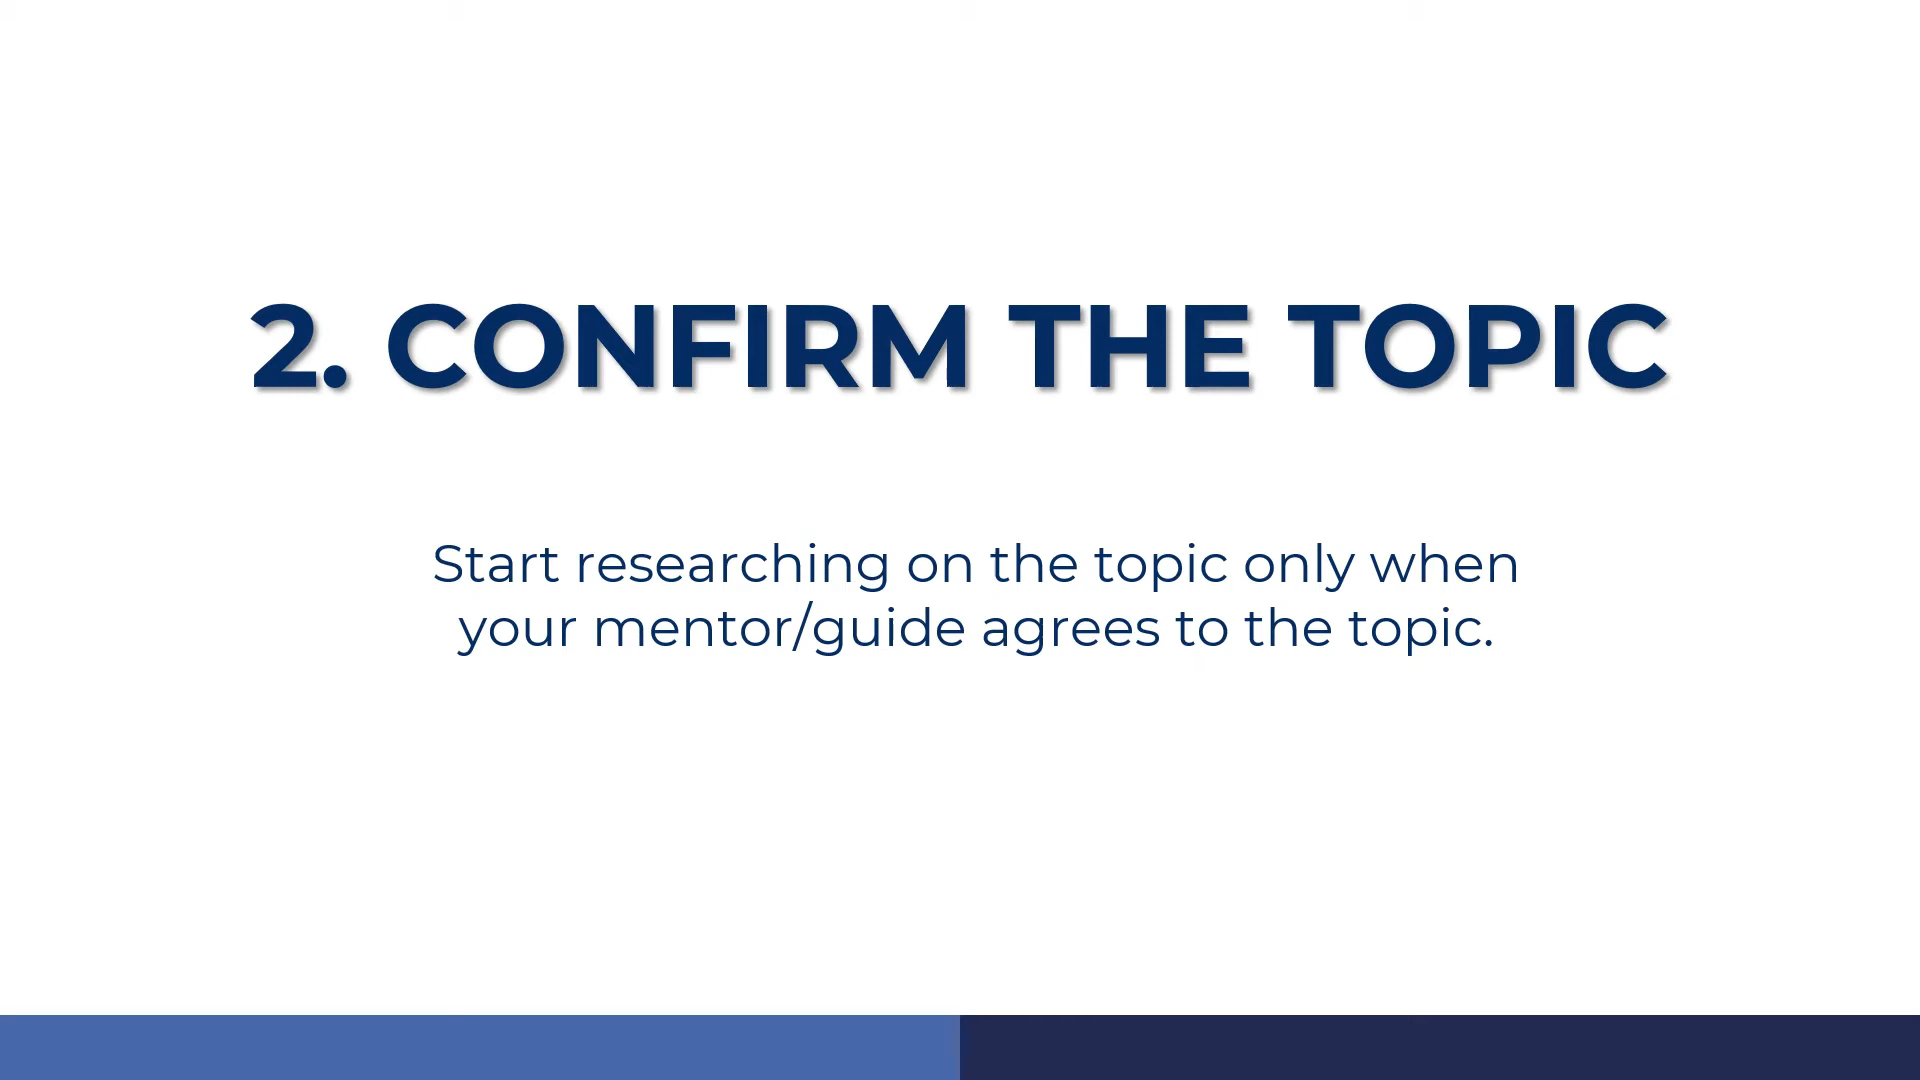 2. CONFIRM THE TOPIC
Start researching on the topic only when
your mentor/guide agrees to the topic.